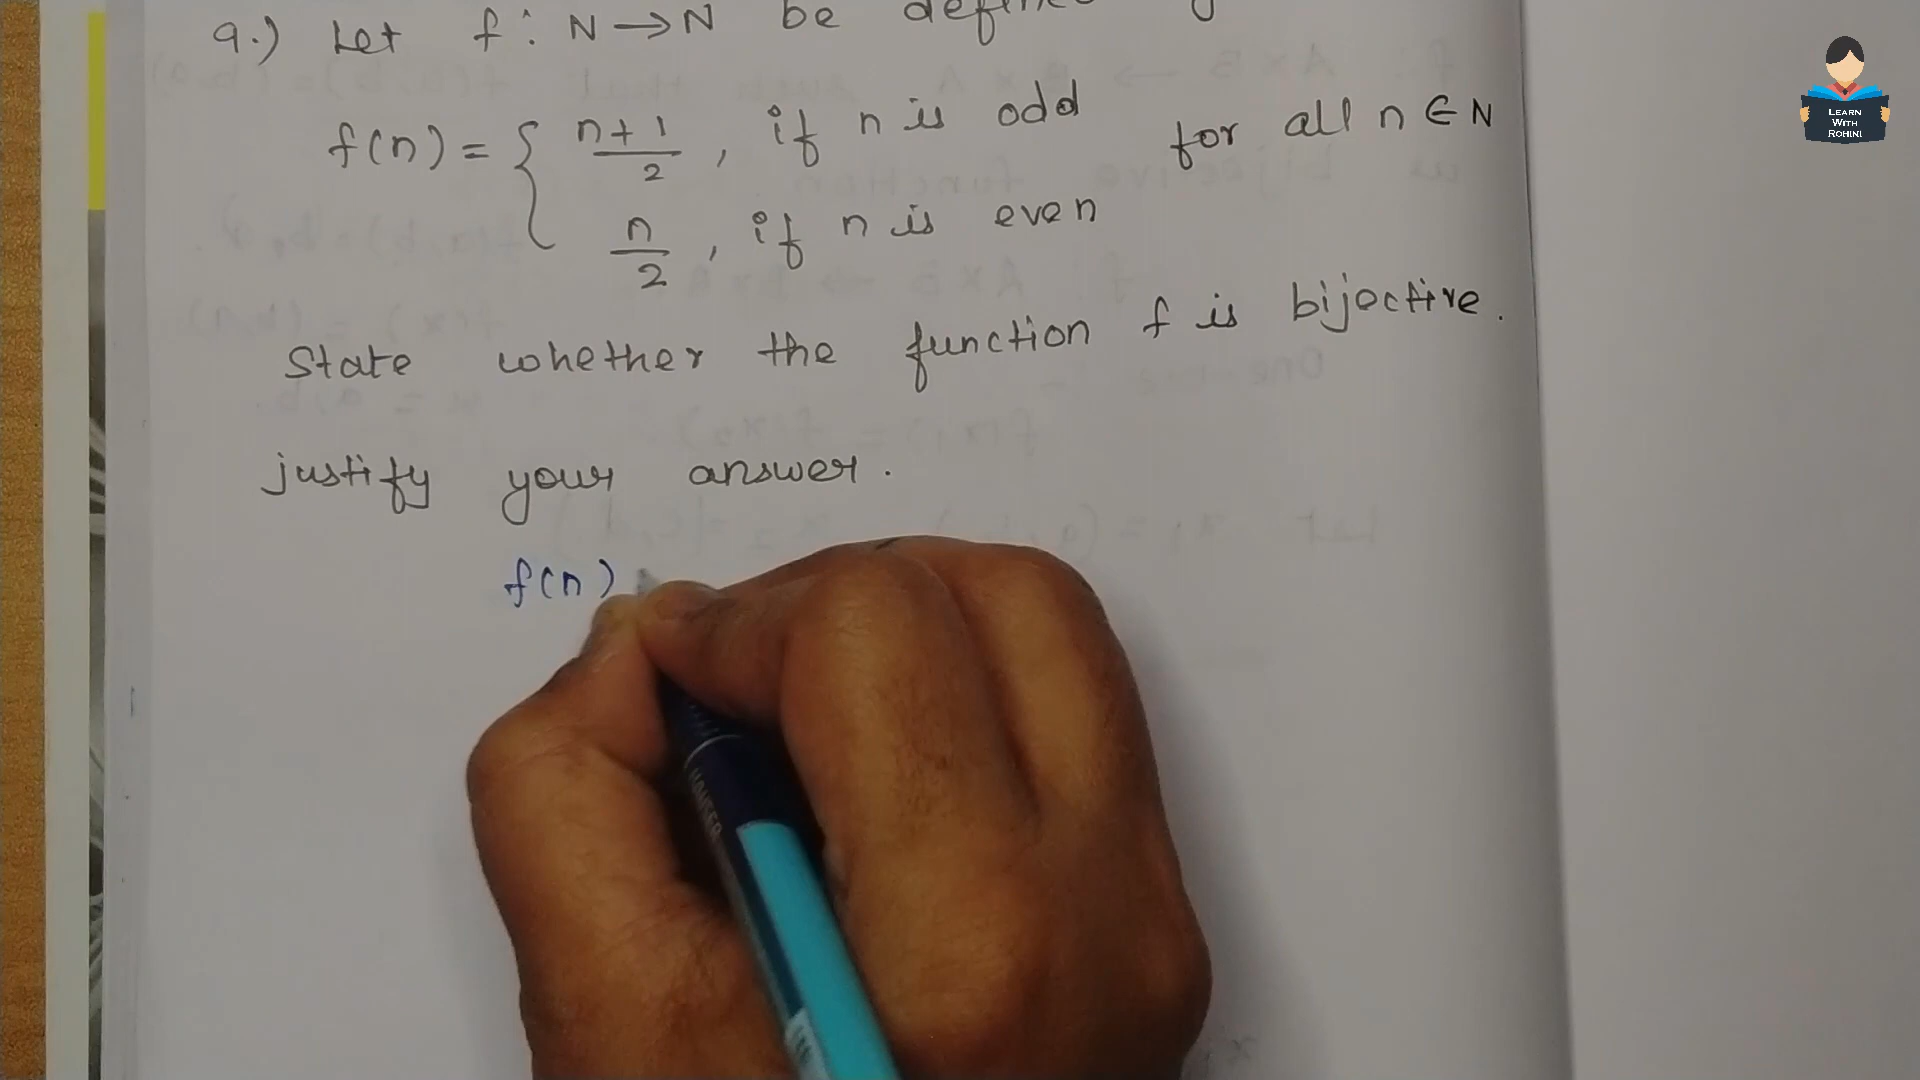 9.) Let f : N → N be
f(n) = { n+1/2 , if n is odd for all n ∈ N
n/2 , if n is even
State whether the function f is bijective.
justify your answer.
f(n)
LEARN
WITH
ROHINI
HAUSER